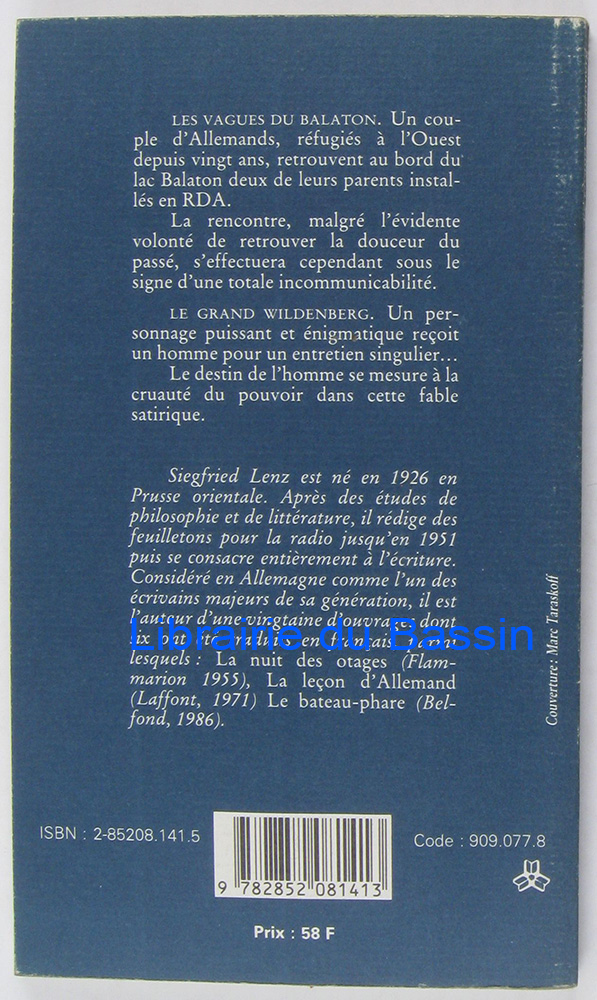 LES VAGUES DU BALATON. Un cou-
ple d'Allemands, réfugiés à l'Ouest
depuis vingt ans, retrouvent au bord du
lac Balaton deux de leurs parents instal-
lés en RDA.
La rencontre, malgré l'évidente
volonté de retrouver la douceur du
passé, s'effectuera cependant sous le
signe d'une totale incommunicabilité.
LE GRAND WILDENBERG. Un per-
sonnage puissant et énigmatique reçoit
un homme pour un entretien singulier...
Le destin de l'homme se mesure à la
cruauté du pouvoir dans cette fable
satirique.
Siegfried Lenz est né en 1926 en
Prusse orientale. Après des études de
philosophie et de littérature, il rédige des
feuilletons pour la radio jusqu'en 1951
puis se consacre entièrement à l'écriture.
Considéré en Allemagne comme l'un des
écrivains majeurs de sa génération, il est
l'auteur d'une vingtaine d'ouvrages dont
six ont été traduits en français parmi
lesquels : La nuit des otages (Flam-
marion 1955), La leçon d'Allemand
(Laffont, 1971) Le bateau-phare (Bel-
fond, 1986).
Librairie du Bassin
Couverture : Marc Taraskoff
ISBN : 2-85208.141.5
Code : 909.077.8
9 782852 081413
Prix : 58 F